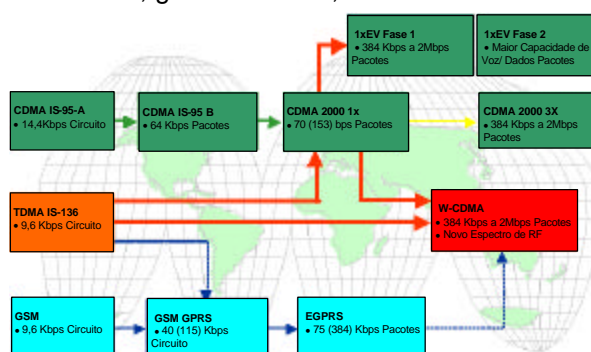 1xEV Fase 1
• 384 Kbps a 2Mbps
Pacotes
1xEV Fase 2
• Maior Capacidade de
Voz/ Dados Pacotes
CDMA IS-95-A
• 14,4Kbps Circuito
CDMA IS-95 B
• 64 Kbps Pacotes
CDMA 2000 1x
• 70 (153) bps Pacotes
CDMA 2000 3X
• 384 Kbps a 2Mbps
Pacotes
TDMA IS-136
• 9,6 Kbps Circuito
W-CDMA
• 384 Kbps a 2Mbps Pacotes
• Novo Espectro de RF
GSM
• 9,6 Kbps Circuito
GSM GPRS
• 40 (115) Kbps
Circuito
EGPRS
• 75 (384) Kbps Pacotes